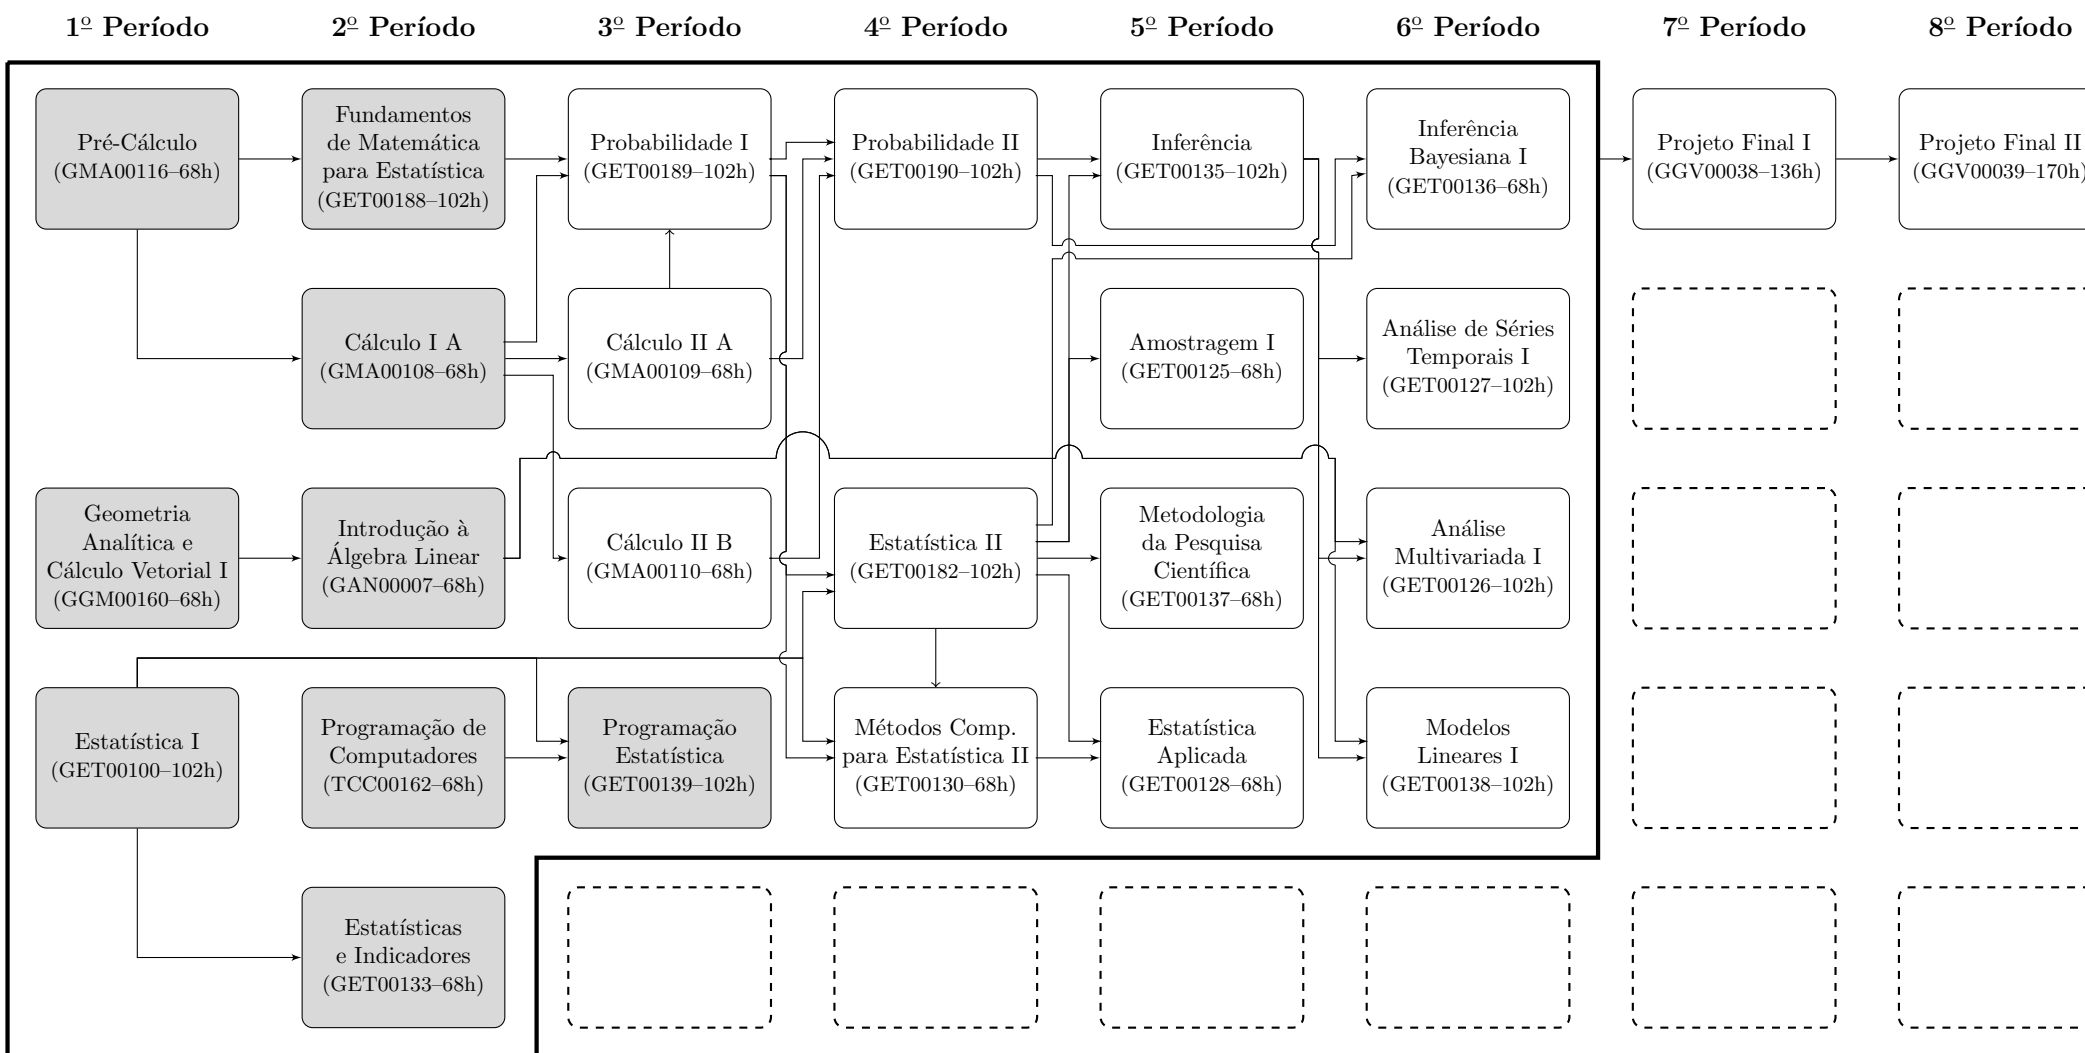 1º Período
2º Período
3º Período
4º Período
5º Período
6º Período
7º Período
8º Período
Pré-Cálculo
(GMA00116–68h)
Fundamentos
de Matemática
para Estatística
(GET00188–102h)
Probabilidade I
(GET00189–102h)
Probabilidade II
(GET00190–102h)
Inferência
(GET00135–102h)
Inferência
Bayesiana I
(GET00136–68h)
Projeto Final I
(GGV00038–136h)
Projeto Final II
(GGV00039–170h)
Cálculo I A
(GMA00108–68h)
Cálculo II A
(GMA00109–68h)
Amostragem I
(GET00125–68h)
Análise de Séries
Temporais I
(GET00127–102h)
Geometria
Analítica e
Cálculo Vetorial I
(GGM00160–68h)
Introdução à
Álgebra Linear
(GAN00007–68h)
Cálculo II B
(GMA00110–68h)
Estatística II
(GET00182–102h)
Metodologia
da Pesquisa
Científica
(GET00137–68h)
Análise
Multivariada I
(GET00126–102h)
Estatística I
(GET00100–102h)
Programação de
Computadores
(TCC00162–68h)
Programação
Estatística
(GET00139–102h)
Métodos Comp.
para Estatística II
(GET00130–68h)
Estatística
Aplicada
(GET00128–68h)
Modelos
Lineares I
(GET00138–102h)
Estatísticas
e Indicadores
(GET00133–68h)